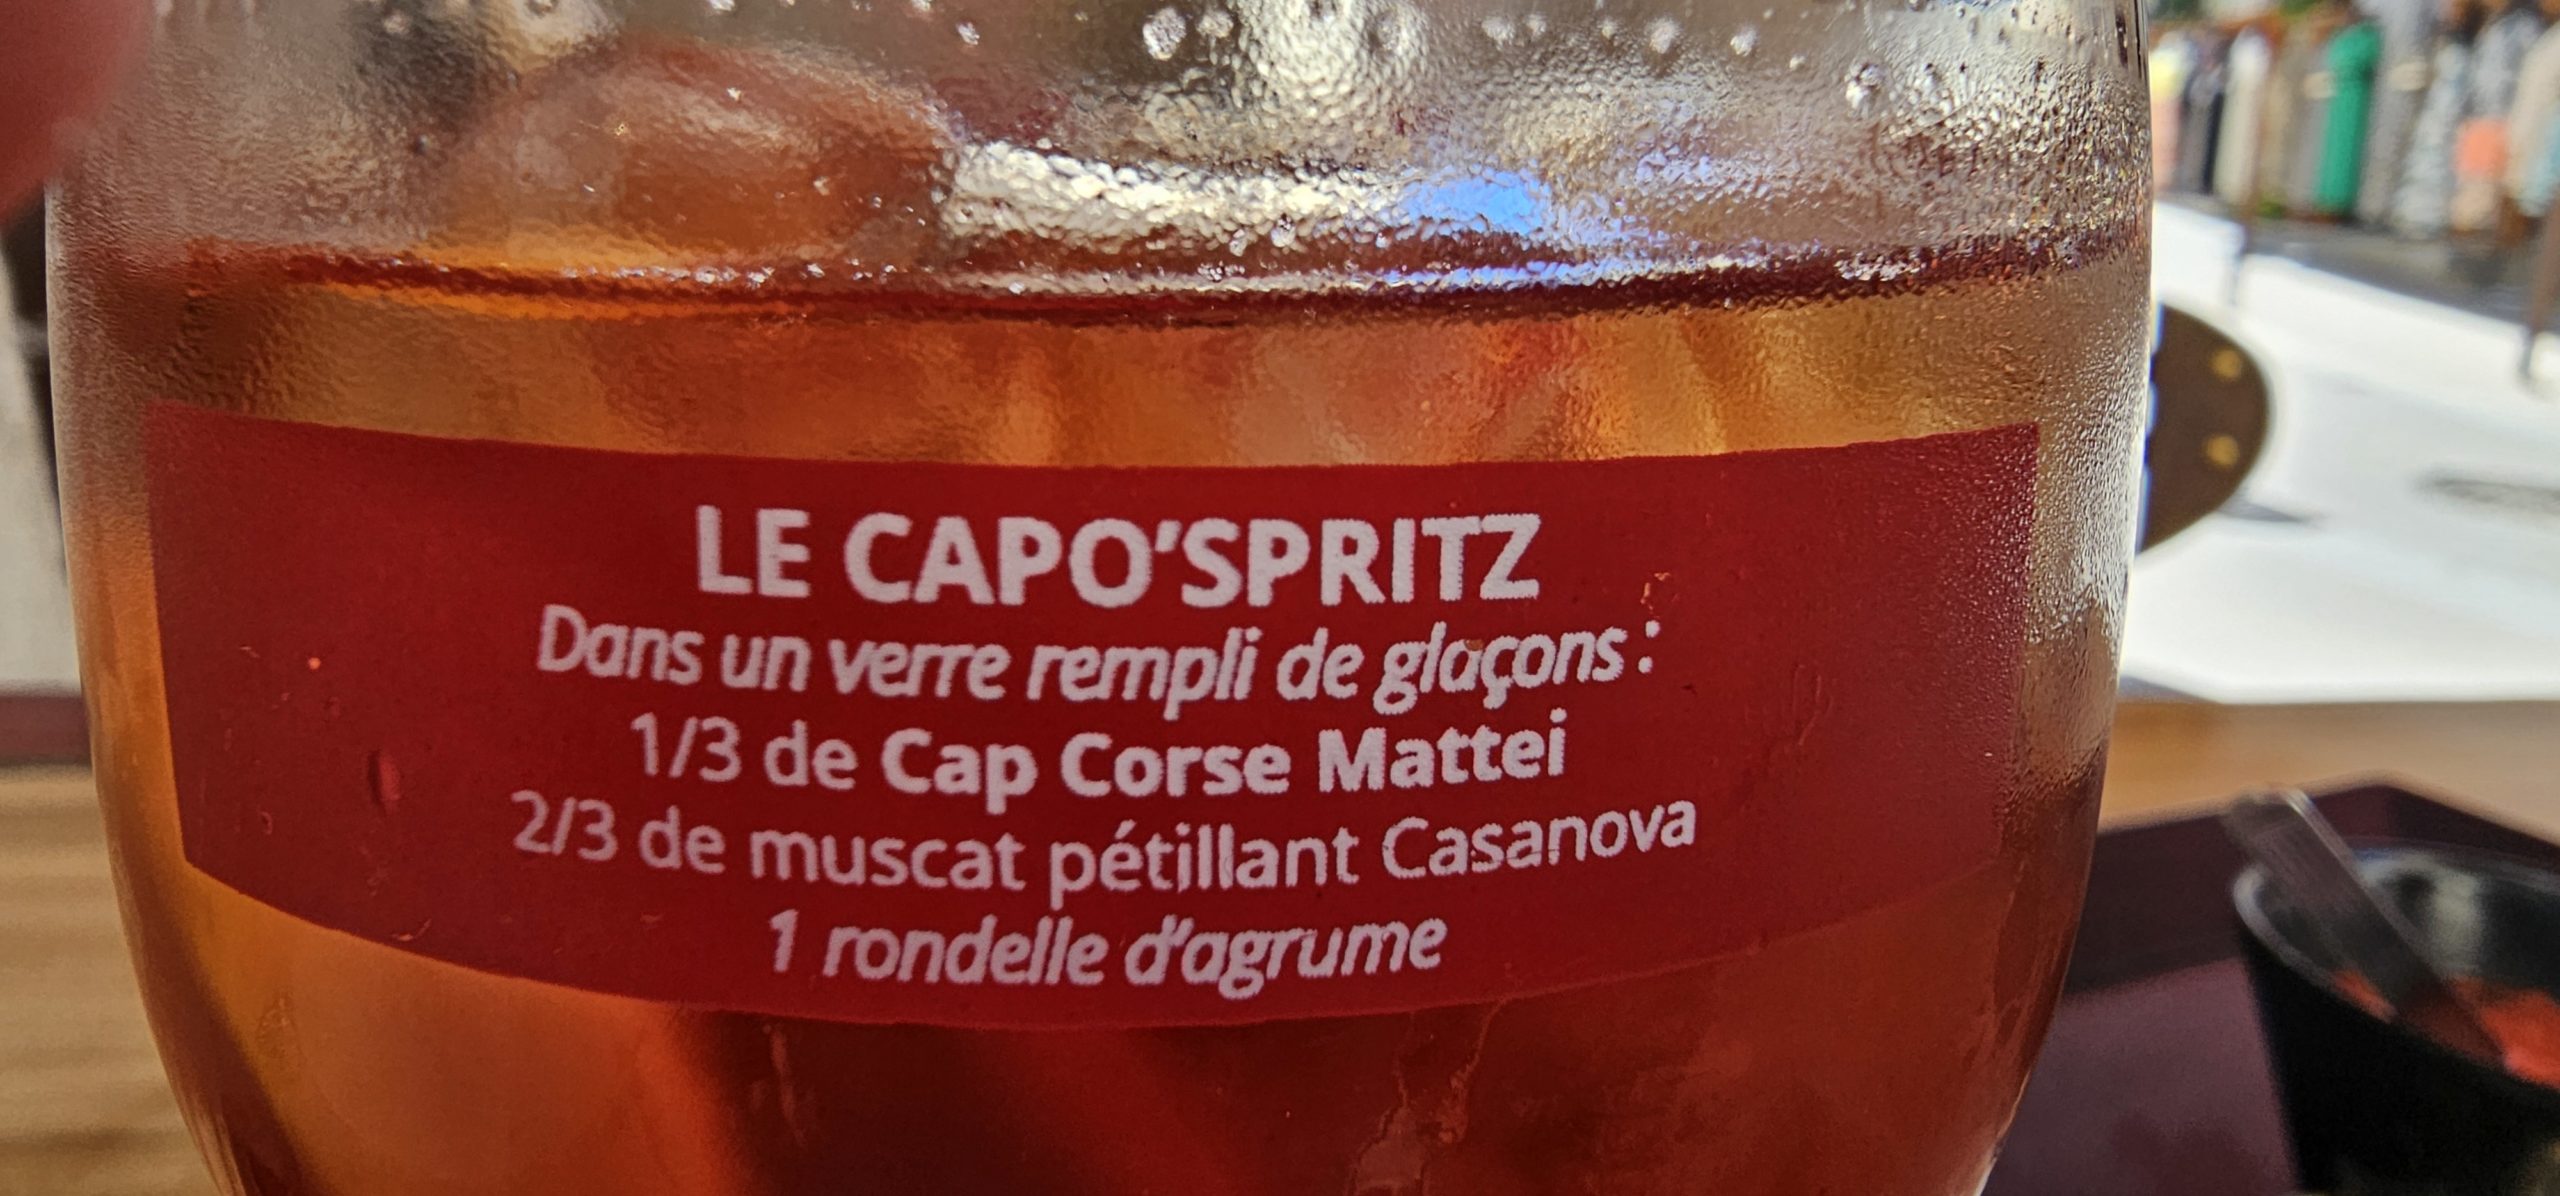 LE CAPO'SPRITZ
Dans un verre rempli de glaçons :
1/3 de Cap Corse Mattei
2/3 de muscat pétillant Casanova
1 rondelle d'agrume